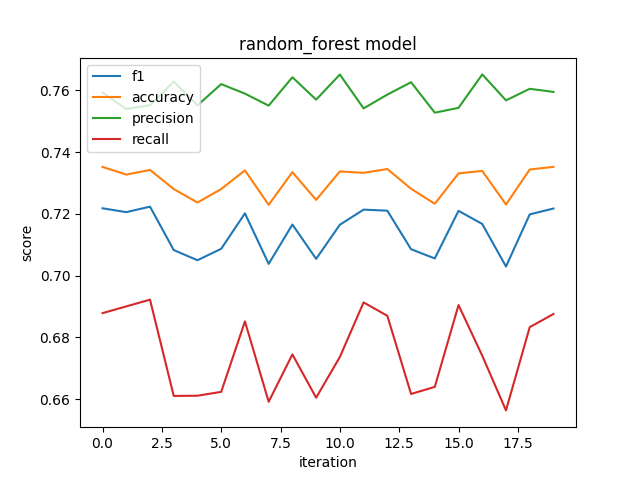 random_forest model
f1
accuracy
precision
recall
0.76
0.74
0.72
0.70
0.68
0.66
score
0.0 2.5 5.0 7.5 10.0 12.5 15.0 17.5
iteration